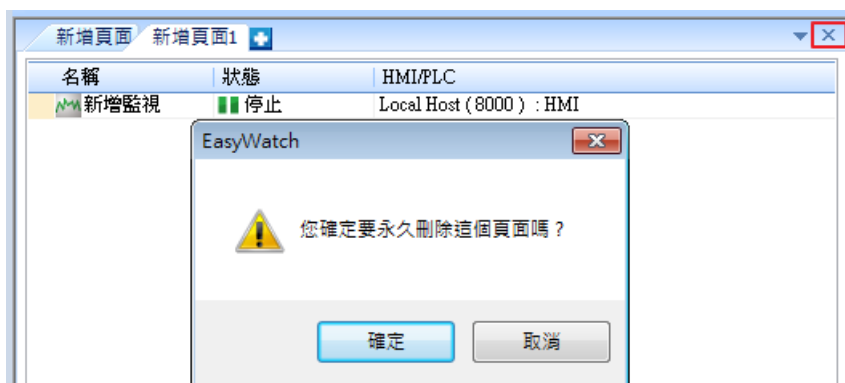 新增頁面 新增頁面1
名稱 狀態 HMI/PLC
新增監視 停止 Local Host ( 8000 ) : HMI
EasyWatch
您確定要永久刪除這個頁面嗎？
確定 取消